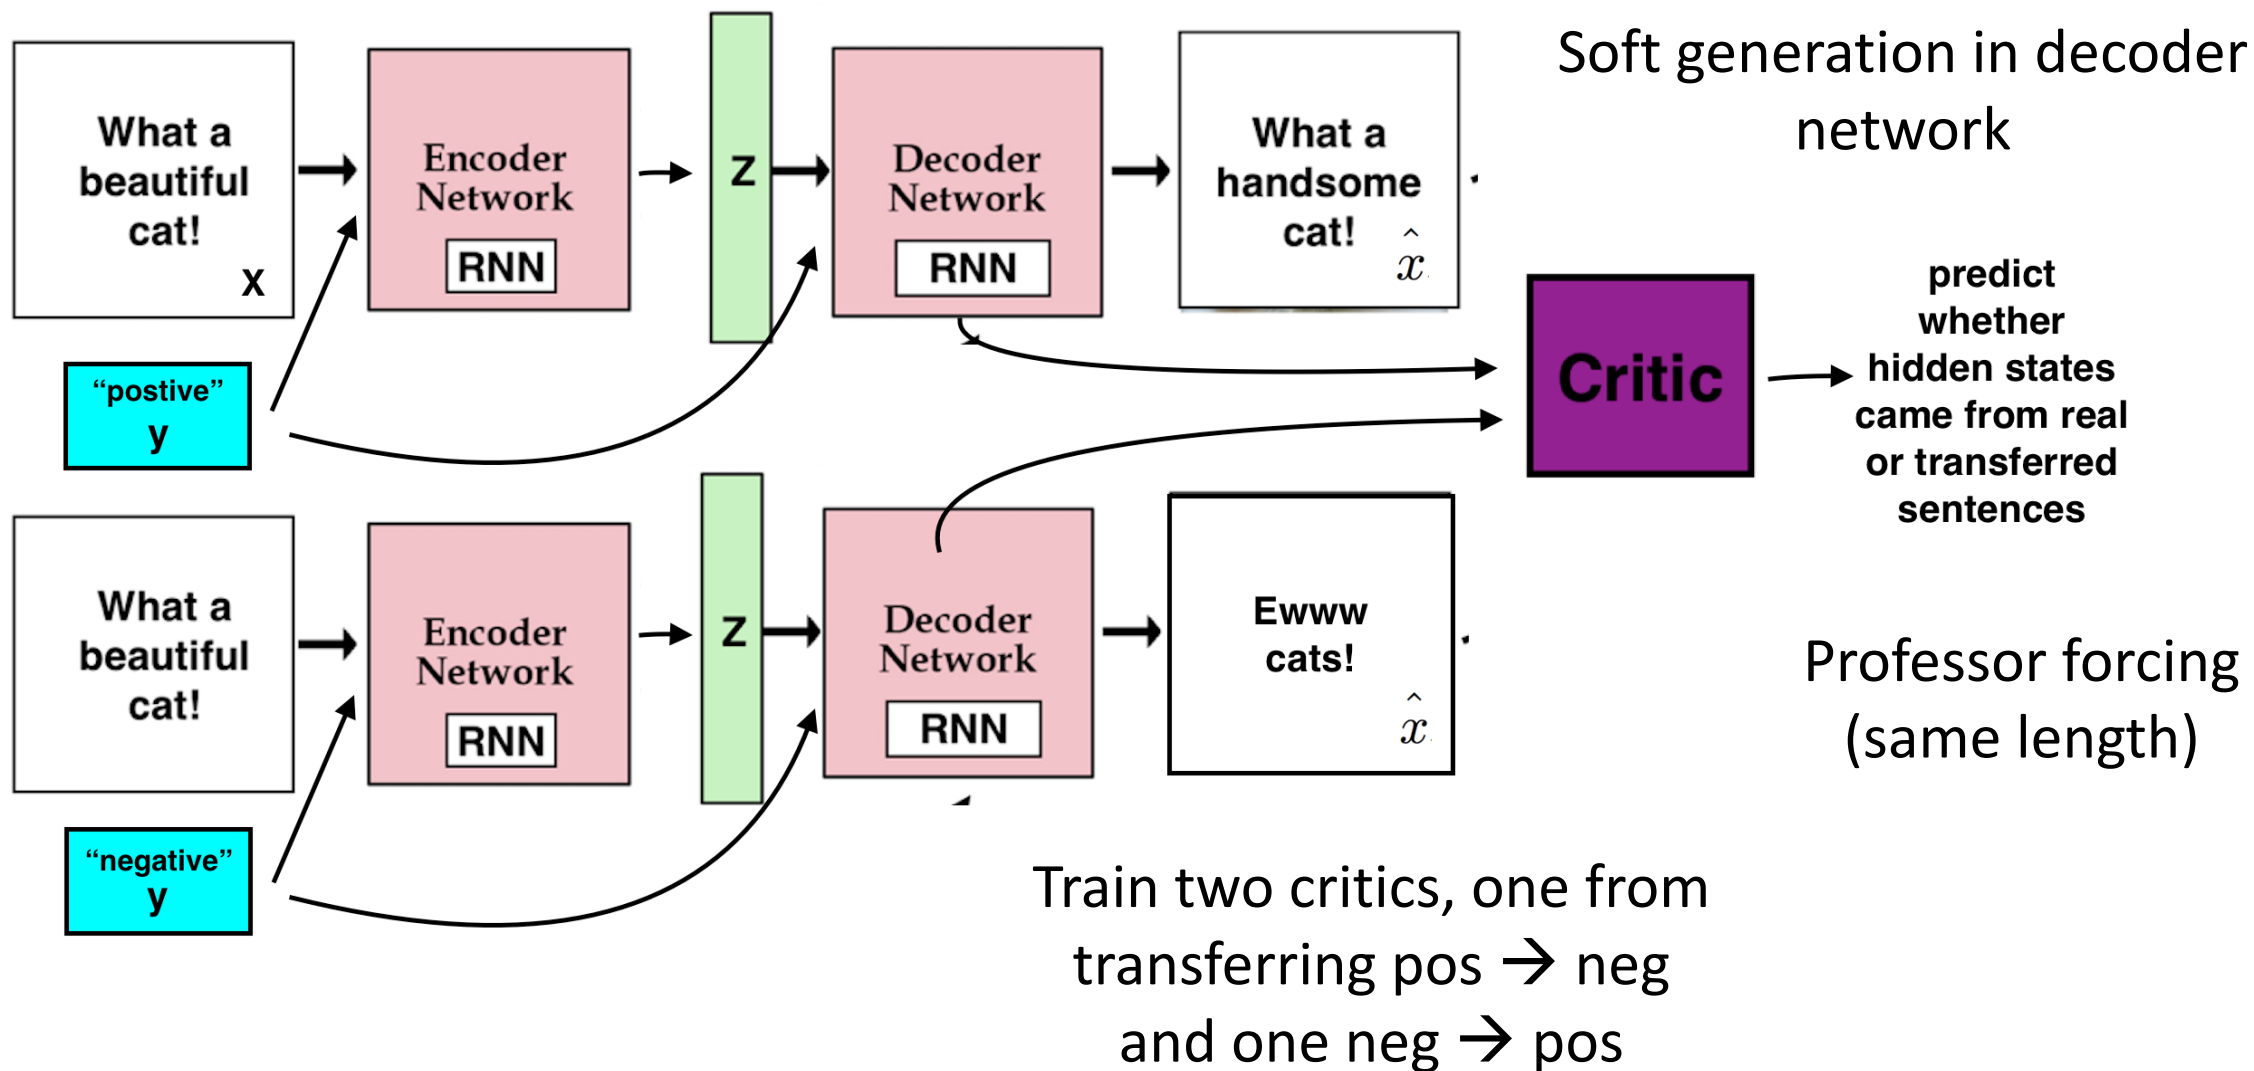 What a
beautiful
cat!
x
Encoder
Network
RNN
Z
Decoder
Network
RNN
What a
handsome
cat!
x̂
Soft generation in decoder
network
“postive”
y
Critic
predict
whether
hidden states
came from real
or transferred
sentences
What a
beautiful
cat!
Encoder
Network
RNN
Z
Decoder
Network
RNN
Ewww
cats!
x̂
Professor forcing
(same length)
“negative”
y
Train two critics, one from
transferring pos → neg
and one neg → pos